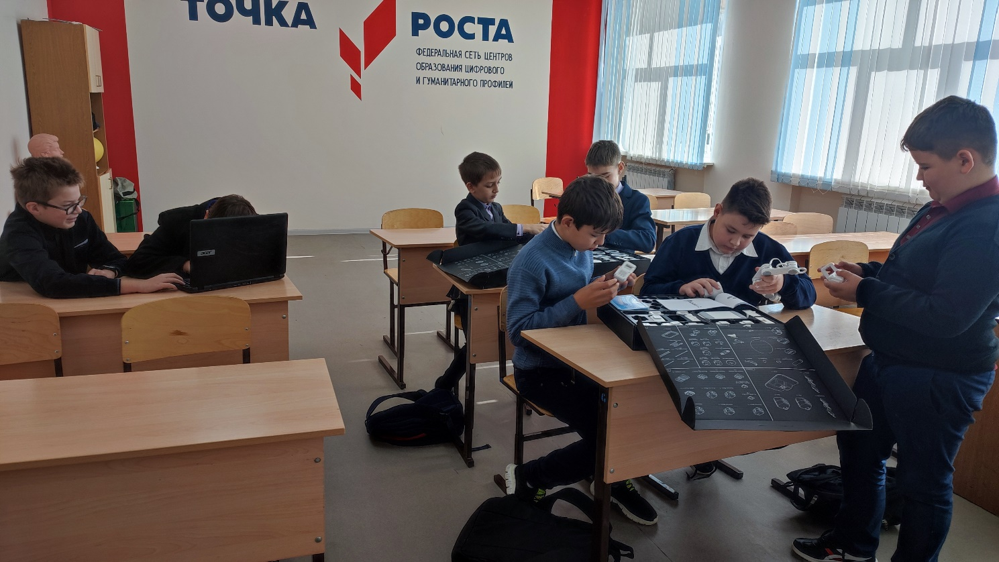 ТОЧКА
РОСТА
ФЕДЕРАЛЬНАЯ СЕТЬ ЦЕНТРОВ
ОБРАЗОВАНИЯ ЦИФРОВОГО
И ГУМАНИТАРНОГО ПРОФИЛЕЙ
acer